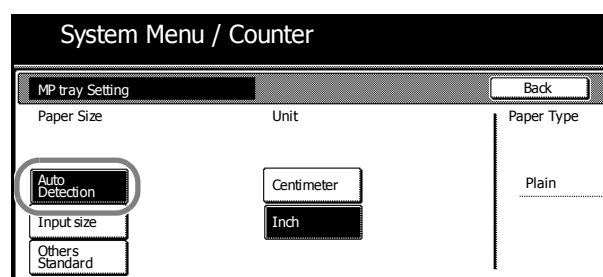 System Menu / Counter
MP tray Setting
Back
Paper Size
Unit
Paper Type
Auto
Detection
Centimeter
Plain
Input size
Inch
Others
Standard